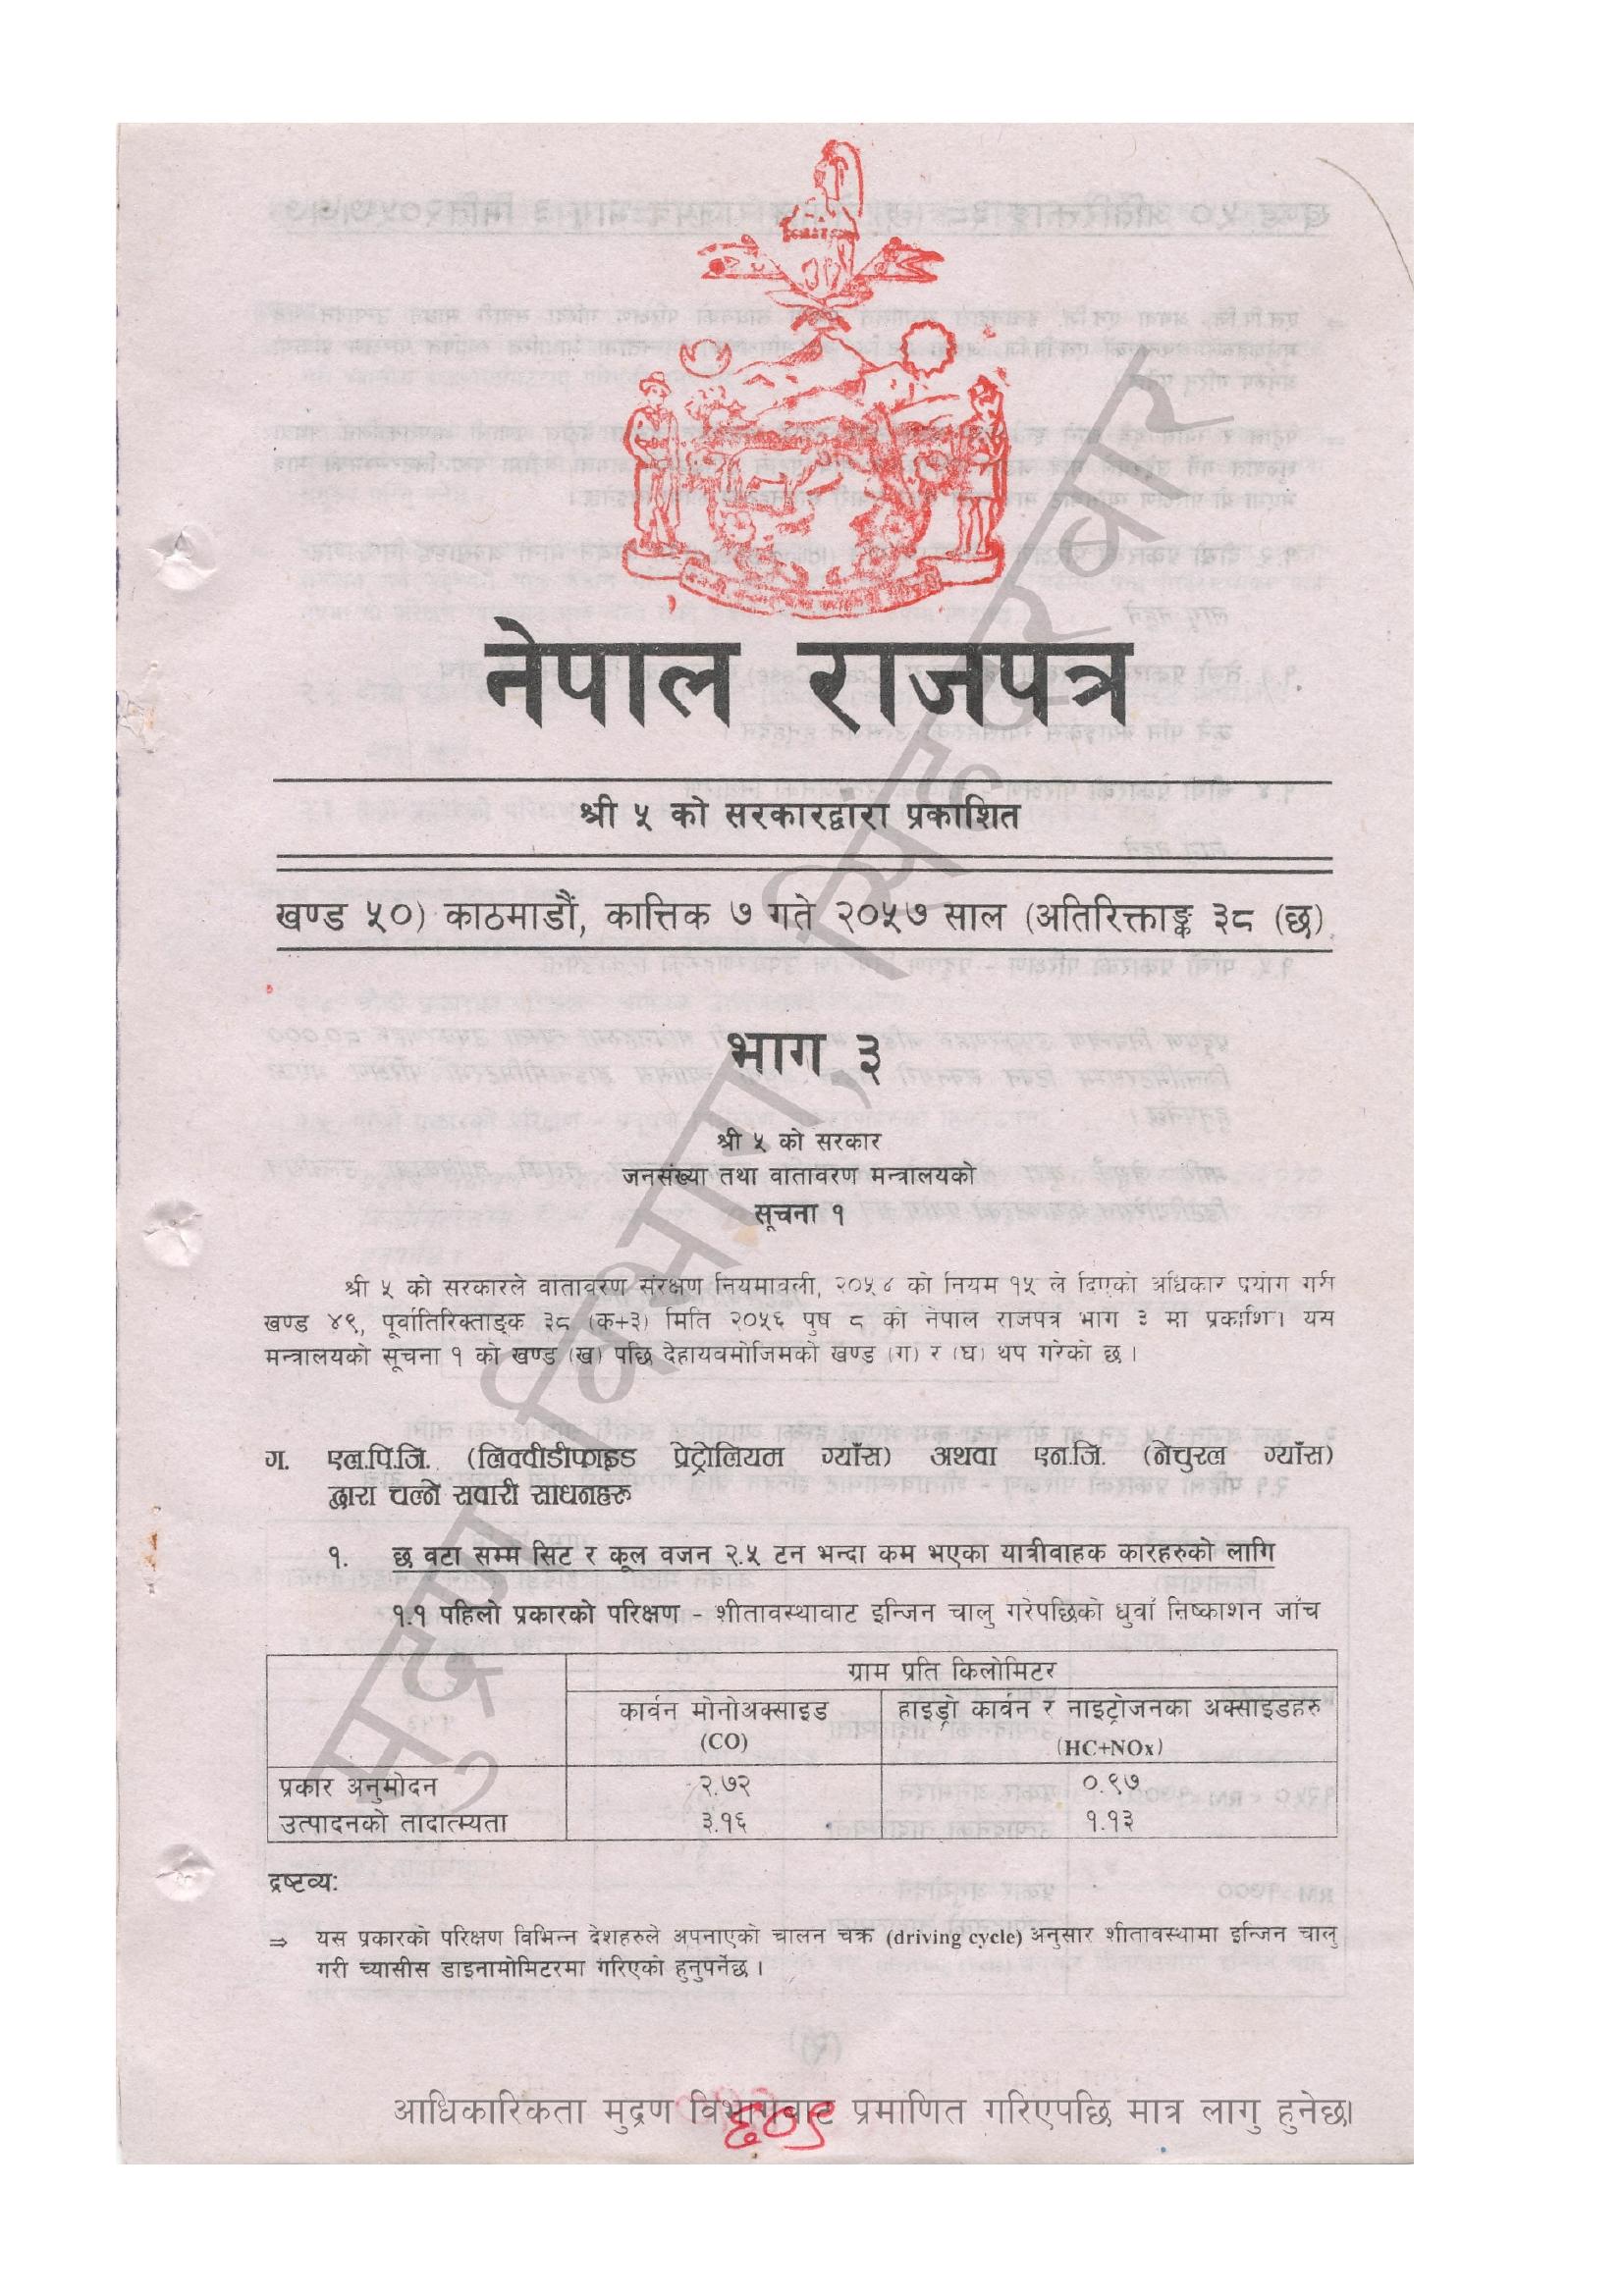 नेपाल राजपत्र
श्री ५ को सरकारद्वारा प्रकाशित
खण्ड ५०) काठमाडौं, कात्तिक ७ गते २०५७ साल (अतिरिक्ताङ्क ३८ (छ)
भाग ३
श्री ५ को सरकार
जनसंख्या तथा वातावरण मन्त्रालयको
सूचना १
श्री ५ को सरकारले वातावरण संरक्षण नियमावली, २०५४ को नियम १५ ले दिएको अधिकार प्रयोग गरी
खण्ड ४९, पूर्वातिरिक्ताङ्क ३८ (क+३) मिति २०५६ पुष ८ को नेपाल राजपत्र भाग ३ मा प्रकाशित यस
मन्त्रालयको सूचना १ को खण्ड (ख) पछि देहायवमोजिमको खण्ड (ग) र (घ) थप गरेको छ ।
ग. एल.पि.जि. (लिक्वीडीफाइड प्रेट्रोलियम ग्याँस) अथवा एन.जि. (नेचुरल ग्याँस)
द्वारा चल्ने सवारी साधनहरू
१. छ वटा सम्म सिट र कूल वजन २.५ टन भन्दा कम भएका यात्रीवाहक कारहरुको लागि
१.१ पहिलो प्रकारको परिक्षण - शीतावस्थावाट इन्जिन चालु गरेपछिको धुवाँ निष्काशन जाँच
ग्राम प्रति किलोमिटर
कार्वन मोनोअक्साइड हाइड्रो कार्वन र नाइट्रोजनका अक्साइडहरु
(CO) (HC+NOx)
प्रकार अनुमोदन २.७२ ०.९७
उत्पादनको तादात्म्यता ३.१६ १.१३
द्रष्टव्य:
⇒ यस प्रकारको परिक्षण विभिन्न देशहरुले अपनाएको चालन चक्र (driving cycle) अनुसार शीतावस्थामा इन्जिन चालु
गरी च्यासीस डाइनामोमिटरमा गरिएको हुनुपर्नेछ ।
आधिकारिकता मुद्रण विभागबाट प्रमाणित गरिएपछि मात्र लागु हुनेछ।
६०९
मुद्रण विभाग, सिंहदरबार